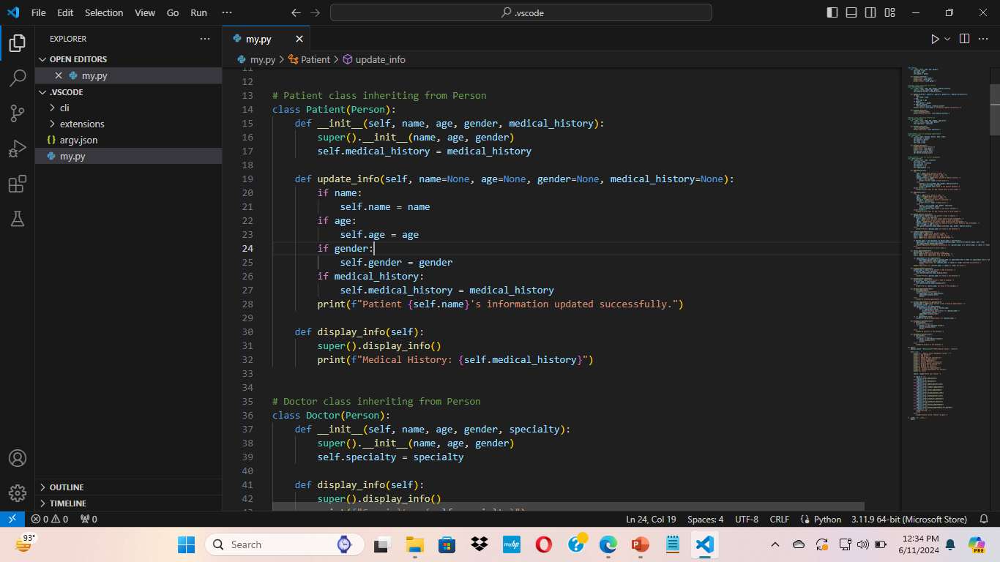 File Edit Selection View Go Run ··· .vscode
EXPLORER ···
my.py
OPEN EDITORS
my.py > Patient > update_info
my.py
.VSCODE
cli
extensions
{} argv.json
my.py
11
12
13 # Patient class inheriting from Person
14 class Patient(Person):
15 def __init__(self, name, age, gender, medical_history):
16 super().__init__(name, age, gender)
17 self.medical_history = medical_history
18
19 def update_info(self, name=None, age=None, gender=None, medical_history=None):
20 if name:
21 self.name = name
22 if age:
23 self.age = age
24 if gender:
25 self.gender = gender
26 if medical_history:
27 self.medical_history = medical_history
28 print(f"Patient {self.name}'s information updated successfully.")
29
30 def display_info(self):
31 super().display_info()
32 print(f"Medical History: {self.medical_history}")
33
34
35 # Doctor class inheriting from Person
36 class Doctor(Person):
37 def __init__(self, name, age, gender, specialty):
38 super().__init__(name, age, gender)
39 self.specialty = specialty
40
41 def display_info(self):
42 super().display_info()
OUTLINE
TIMELINE
0 0 0 Ln 24, Col 19 Spaces: 4 UTF-8 CRLF Python 3.11.9 64-bit (Microsoft Store)
93°
Search
myhp
12:34 PM
6/11/2024
PRE